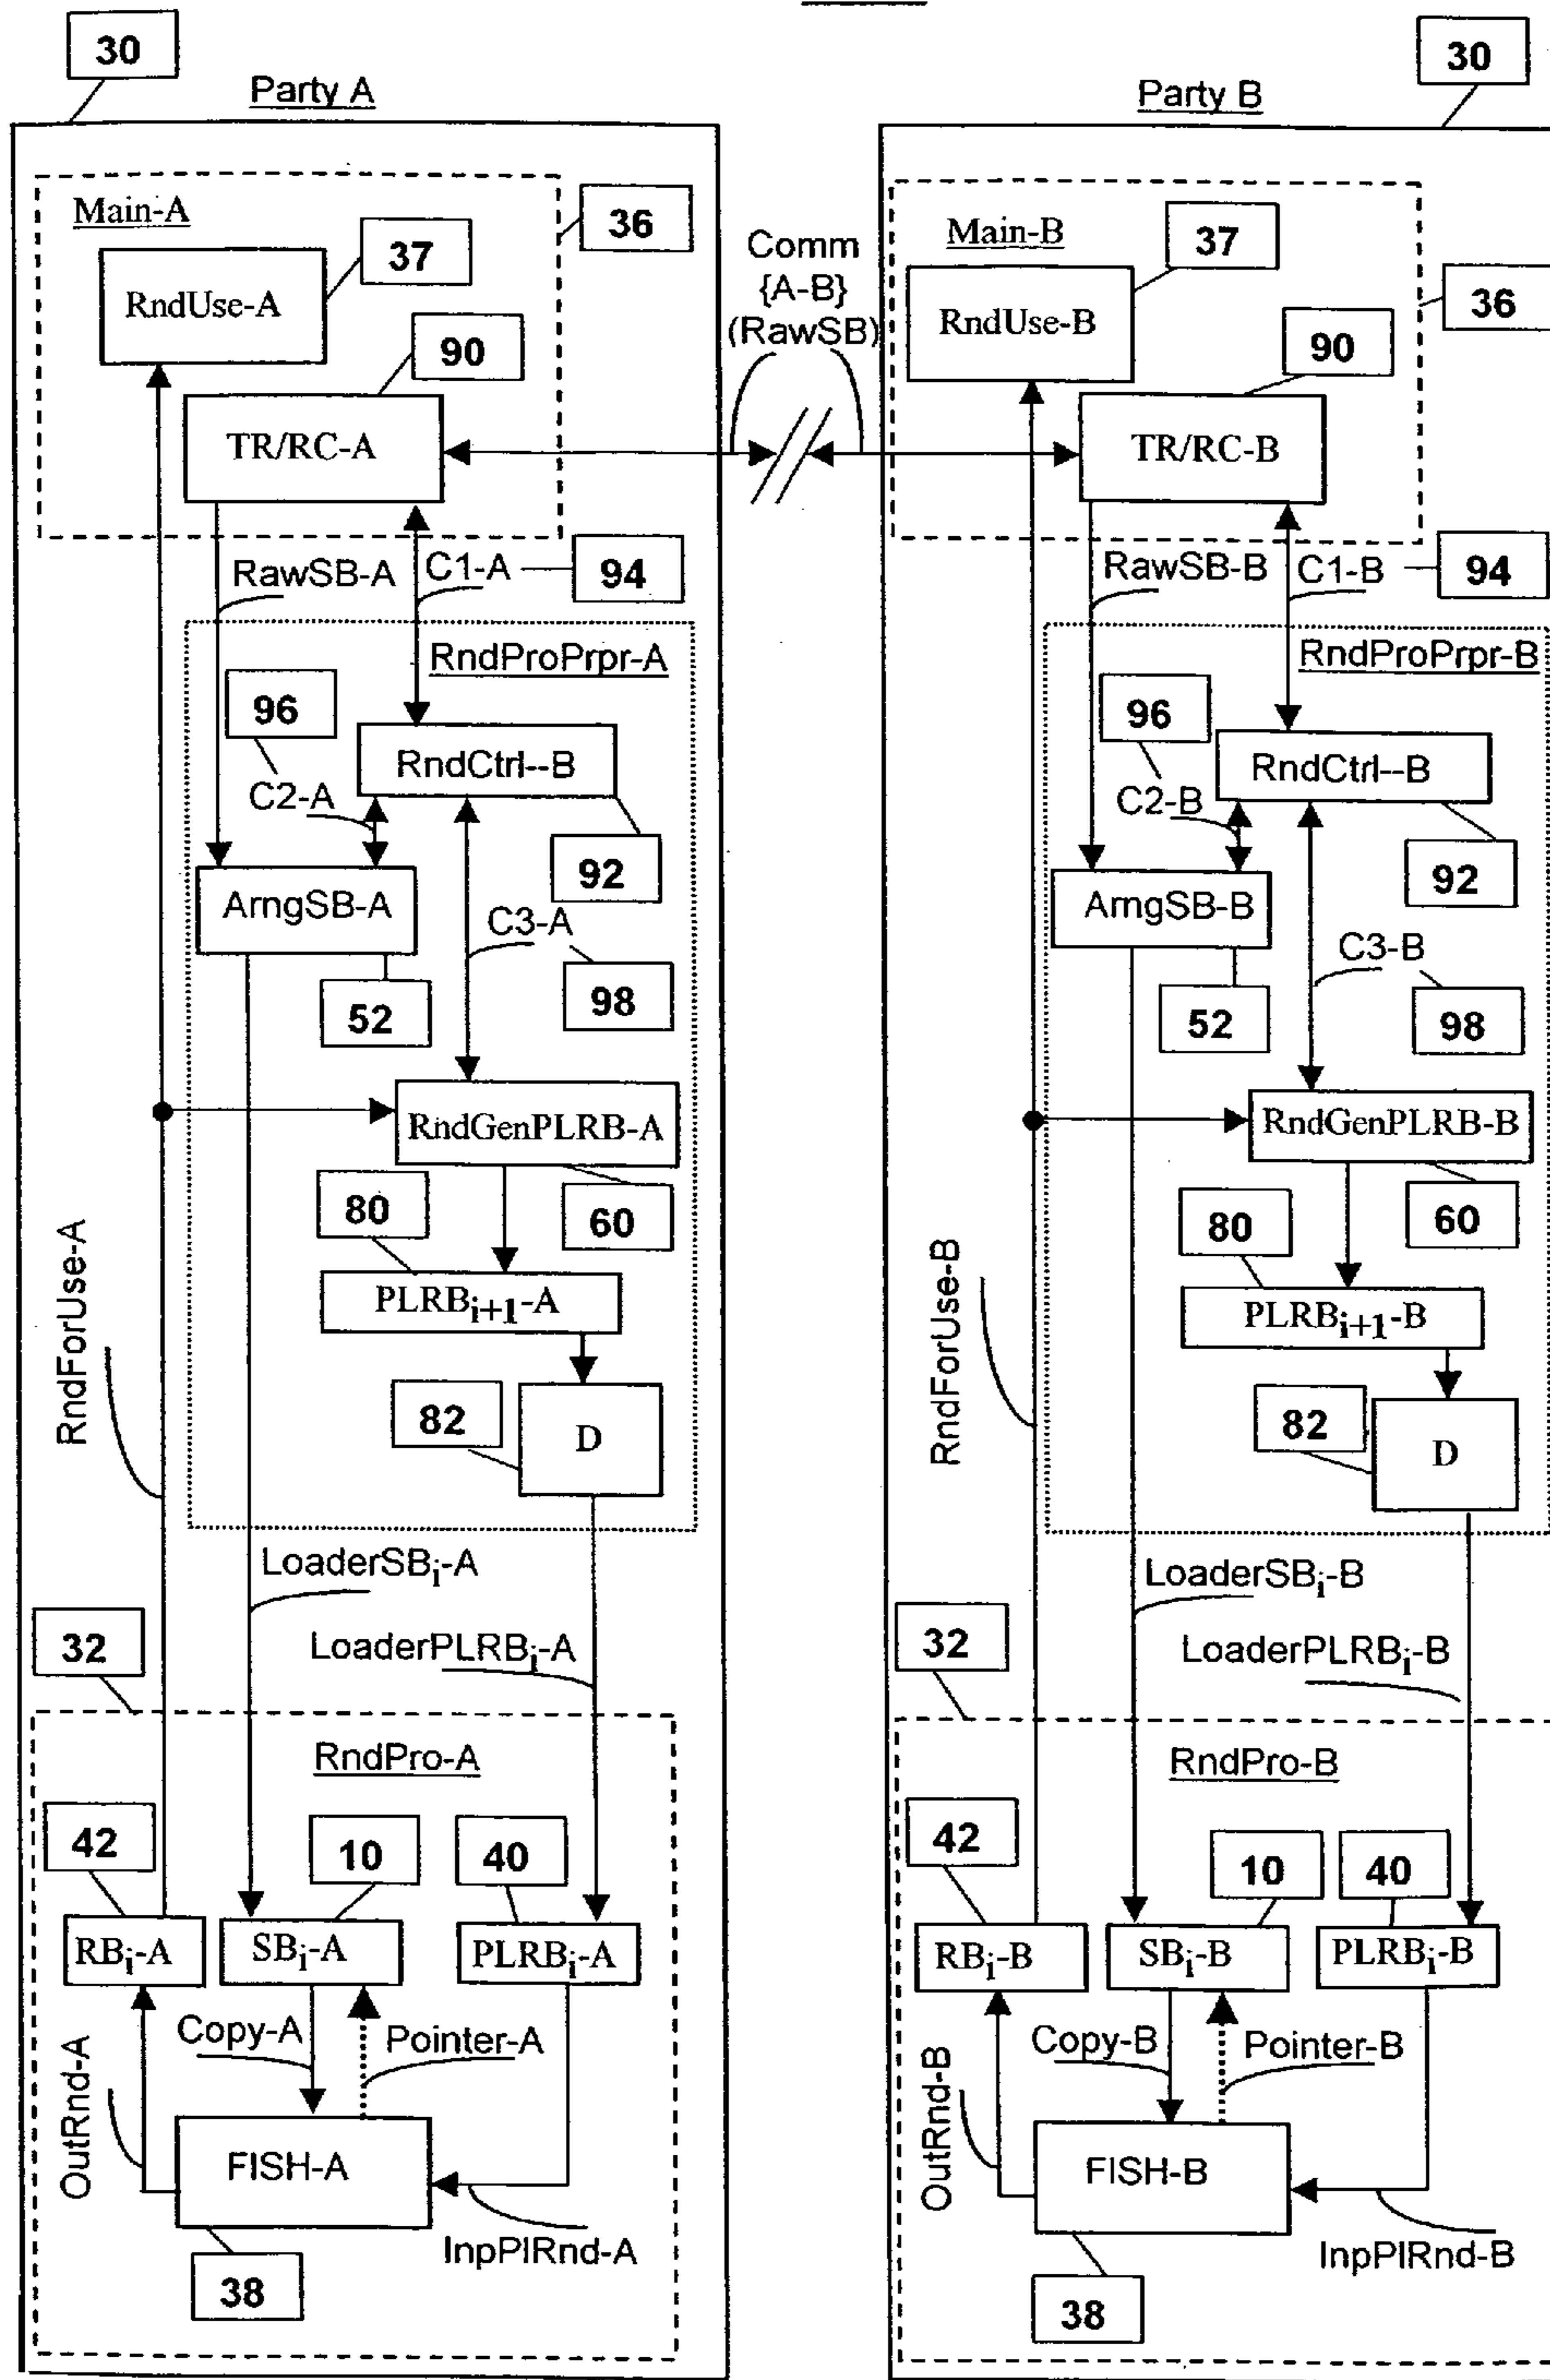 30
Party A
Main-A
37
36
RndUse-A
90
TR/RC-A
RawSB-A
C1-A
94
RndProPrpr-A
96
RndCtrl--B
C2-A
92
ArngSB-A
C3-A
52
98
RndGenPLRB-A
80
60
PLRBi+1-A
RndForUse-A
82
D
LoaderSBi-A
32
LoaderPLRBi-A
RndPro-A
42
10
40
RBi-A
SBi-A
PLRBi-A
Copy-A
Pointer-A
OutRnd-A
FISH-A
InpPlRnd-A
38
Comm
{A-B}
(RawSB)
30
Party B
Main-B
37
36
RndUse-B
90
TR/RC-B
RawSB-B
C1-B
94
RndProPrpr-B
96
RndCtrl--B
C2-B
92
ArngSB-B
C3-B
52
98
RndGenPLRB-B
80
60
PLRBi+1-B
RndForUse-B
82
D
LoaderSBi-B
32
LoaderPLRBi-B
RndPro-B
42
10
40
RBi-B
SBi-B
PLRBi-B
Copy-B
Pointer-B
OutRnd-B
FISH-B
InpPlRnd-B
38